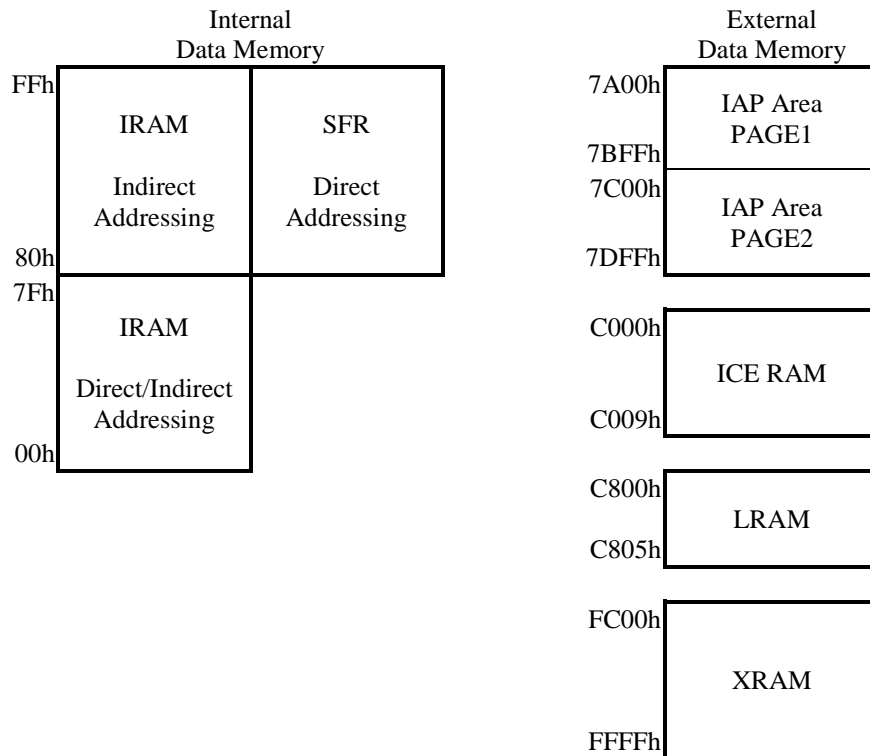 Internal
Data Memory
FFh
IRAM
Indirect
Addressing
80h
SFR
Direct
Addressing
7Fh
IRAM
Direct/Indirect
Addressing
00h
External
Data Memory
7A00h
IAP Area
PAGE1
7BFFh
7C00h
IAP Area
PAGE2
7DFFh
C000h
ICE RAM
C009h
C800h
LRAM
C805h
FC00h
XRAM
FFFFh